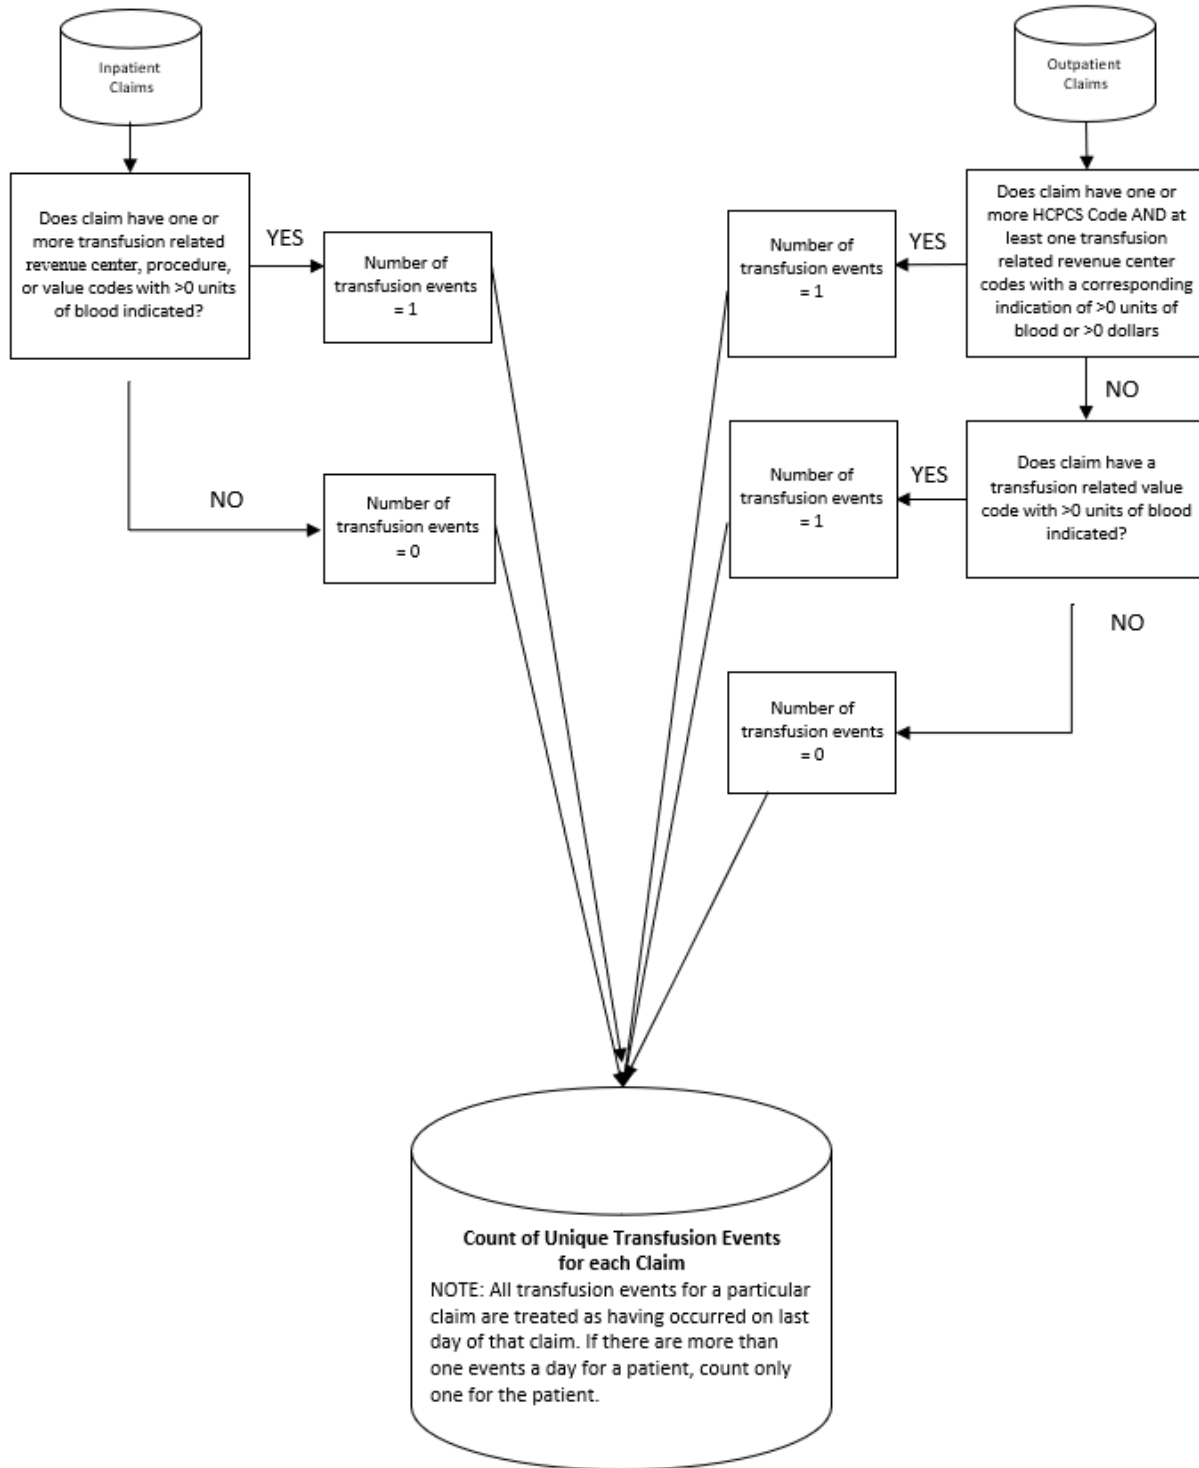 Inpatient
Claims
Outpatient
Claims
Does claim have one or
more transfusion related
revenue center, procedure,
or value codes with >0 units
of blood indicated?
YES
Number of
transfusion events
= 1
Number of
transfusion events
= 1
YES
Does claim have one or
more HCPCS Code AND at
least one transfusion
related revenue center
codes with a corresponding
indication of >0 units of
blood or >0 dollars
NO
NO
Number of
transfusion events
= 0
Number of
transfusion events
= 1
YES
Does claim have a
transfusion related value
code with >0 units of blood
indicated?
NO
Number of
transfusion events
= 0
Count of Unique Transfusion Events
for each Claim
NOTE: All transfusion events for a particular
claim are treated as having occurred on last
day of that claim. If there are more than
one events a day for a patient, count only
one for the patient.